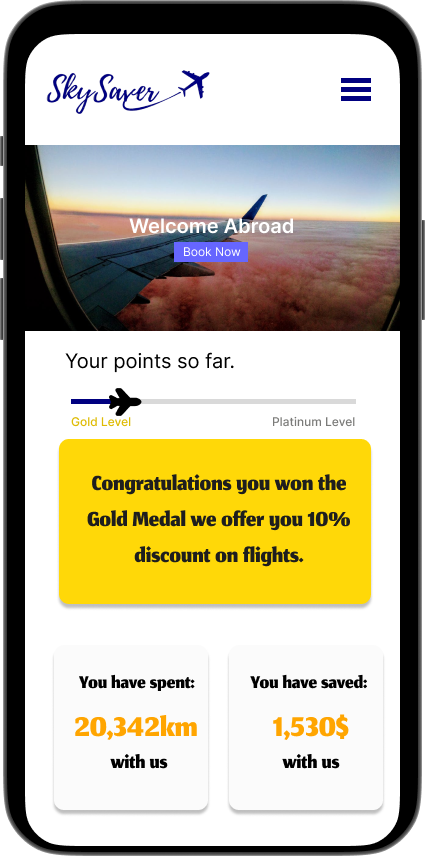 SkySaver
Welcome Abroad
Book Now
Your points so far.
Gold Level
Platinum Level
Congratulations you won the
Gold Medal we offer you 10%
discount on flights.
You have spent:
20,342km
with us
You have saved:
1,530$
with us